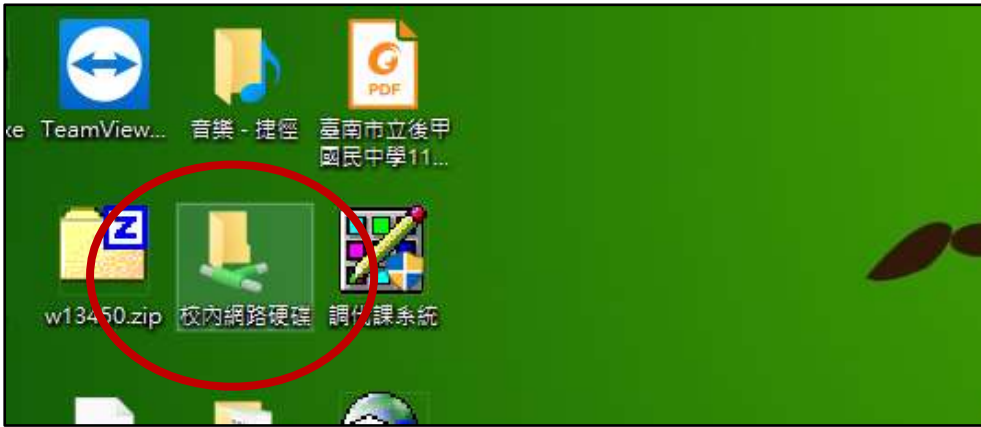 xe
TeamView...
音樂 - 捷徑
臺南市立後甲
國民中學11...
PDF
w13450.zip
校內網路硬碟
調代課系統